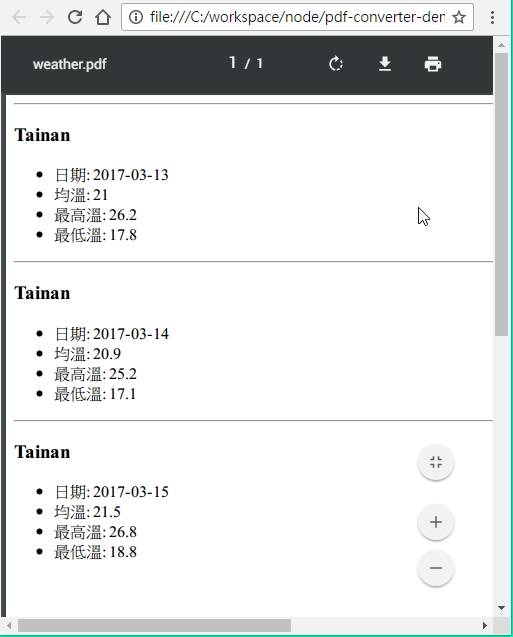 file:///C:/workspace/node/pdf-converter-der
weather.pdf
1 / 1
Tainan
日期: 2017-03-13
均溫: 21
最高溫: 26.2
最低溫: 17.8
Tainan
日期: 2017-03-14
均溫: 20.9
最高溫: 25.2
最低溫: 17.1
Tainan
日期: 2017-03-15
均溫: 21.5
最高溫: 26.8
最低溫: 18.8